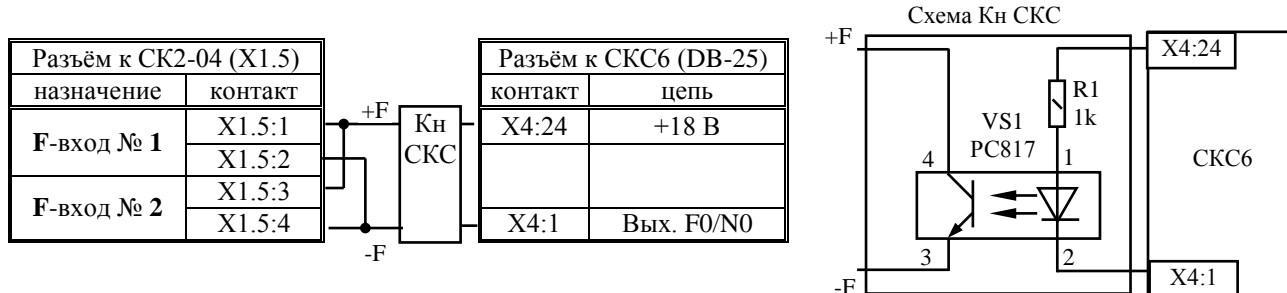 Схема Кн СКС
Разъём к СК2-04 (X1.5)
назначение контакт
F-вход № 1 X1.5:1
X1.5:2
F-вход № 2 X1.5:3
X1.5:4
+F
-F
Кн
СКС
Разъём к СКС6 (DB-25)
контакт цепь
X4:24 +18 В
X4:1 Вых. F0/N0
+F
-F
X4:24
R1
1k
VS1
PC817
4
1
3
2
СКС6
X4:1